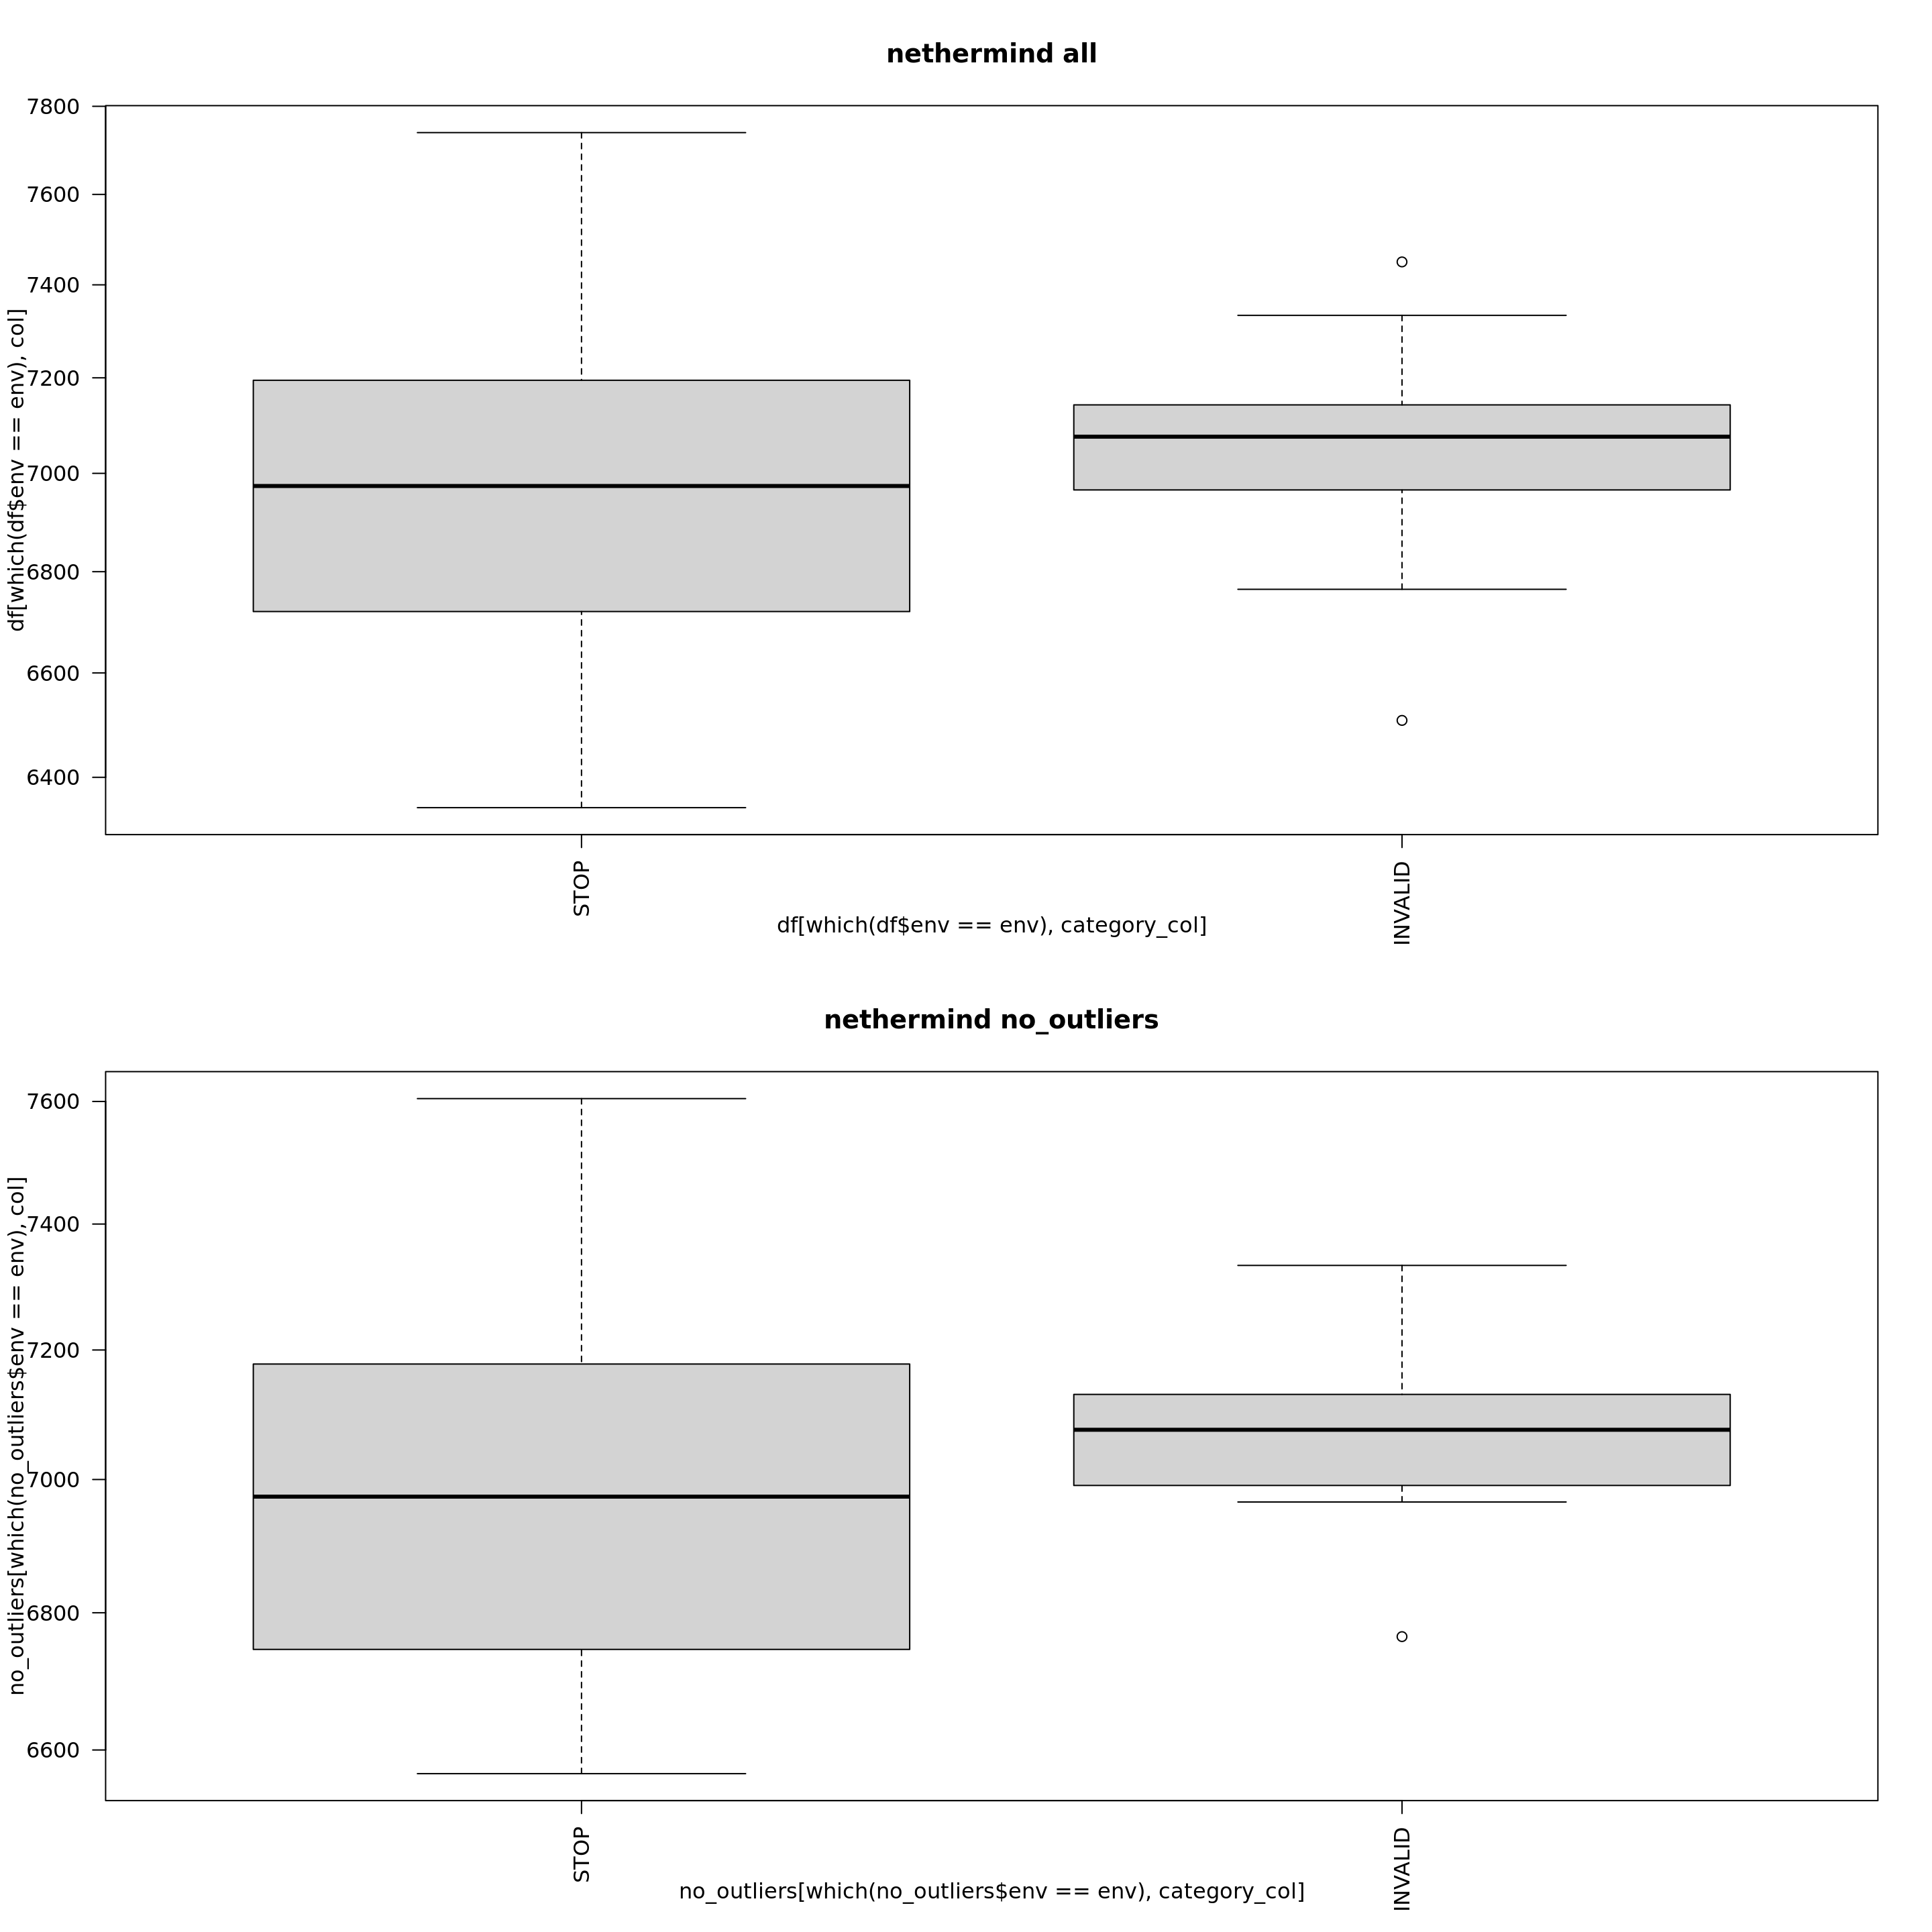 nethermind all
7800
7600
7400
7200
7000
6800
6600
6400
df[which(df$env == env), col]
STOP
INVALID
df[which(df$env == env), category_col]
nethermind no_outliers
7600
7400
7200
7000
6800
6600
no_outliers[which(no_outliers$env == env), col]
STOP
INVALID
no_outliers[which(no_outliers$env == env), category_col]